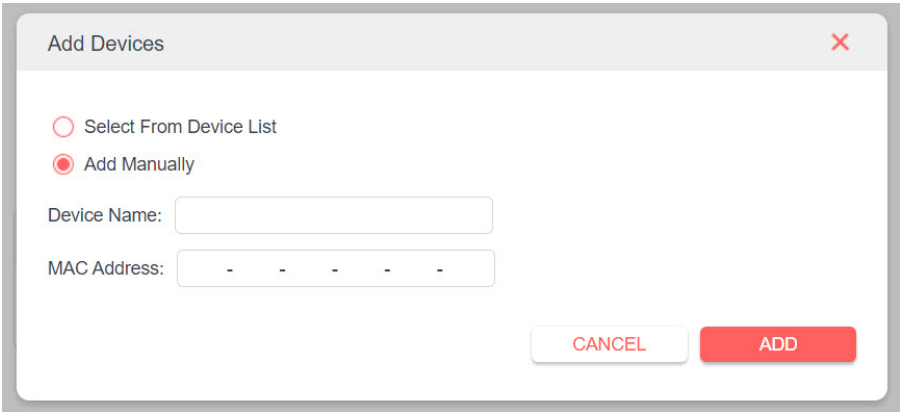 Add Devices
Select From Device List
Add Manually
Device Name:
MAC Address: - - - - -
CANCEL ADD